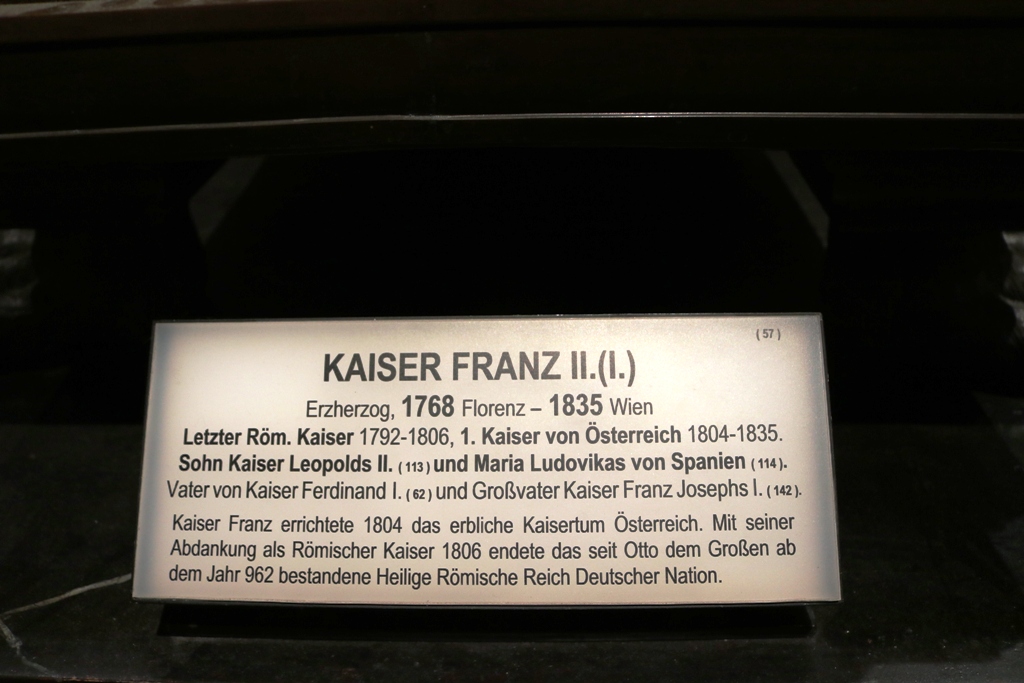 ( 57 )
KAISER FRANZ II.(I.)
Erzherzog, 1768 Florenz – 1835 Wien
Letzter Röm. Kaiser 1792-1806, 1. Kaiser von Österreich 1804-1835.
Sohn Kaiser Leopolds II. ( 113 ) und Maria Ludovikas von Spanien ( 114 ).
Vater von Kaiser Ferdinand I. ( 62 ) und Großvater Kaiser Franz Josephs I. ( 142 ).
Kaiser Franz errichtete 1804 das erbliche Kaisertum Österreich. Mit seiner
Abdankung als Römischer Kaiser 1806 endete das seit Otto dem Großen ab
dem Jahr 962 bestandene Heilige Römische Reich Deutscher Nation.